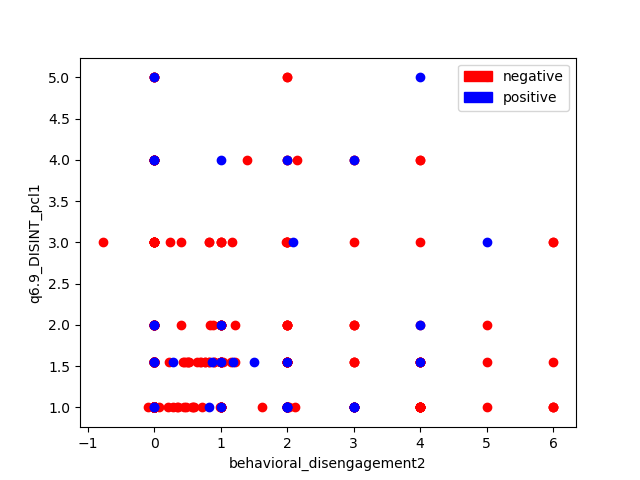 negative
positive
5.0
4.5
4.0
3.5
3.0
2.5
2.0
1.5
1.0
q6.9_DISINT_pcl1
−1 0 1 2 3 4 5 6
behavioral_disengagement2